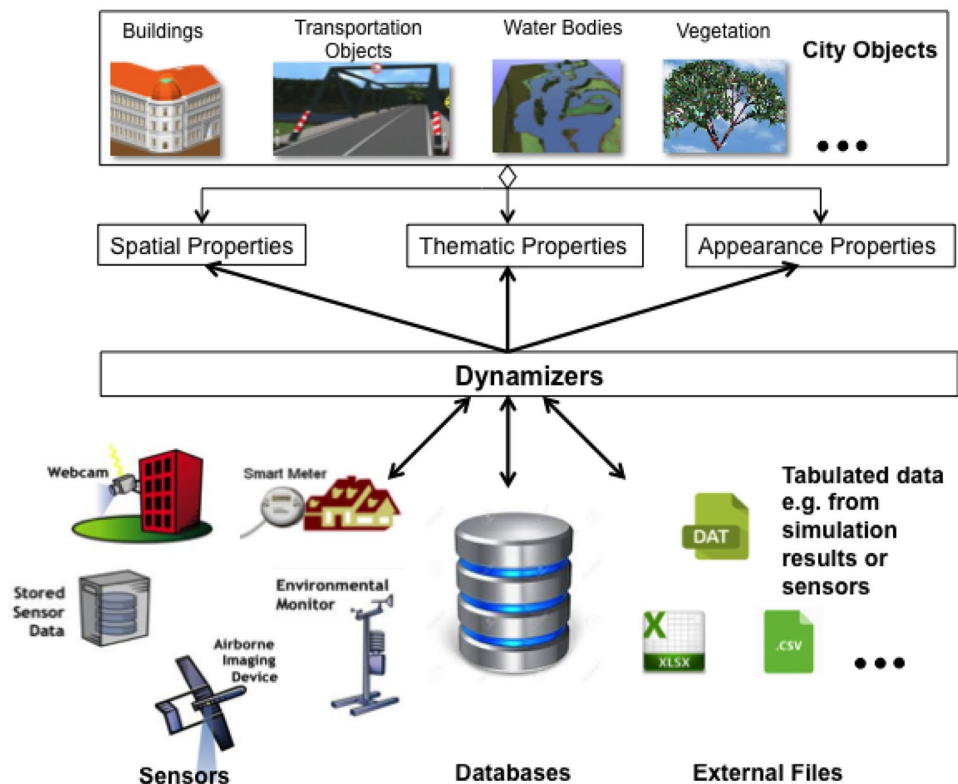 Buildings
Transportation
Objects
Water Bodies
Vegetation
City Objects
Spatial Properties
Thematic Properties
Appearance Properties
Dynamizers
Webcam
Smart Meter
Stored
Sensor
Data
Environmental
Monitor
Airborne
Imaging
Device
Tabulated data
e.g. from
simulation
results or
sensors
DAT
X
XLSX
.CSV
Sensors
Databases
External Files